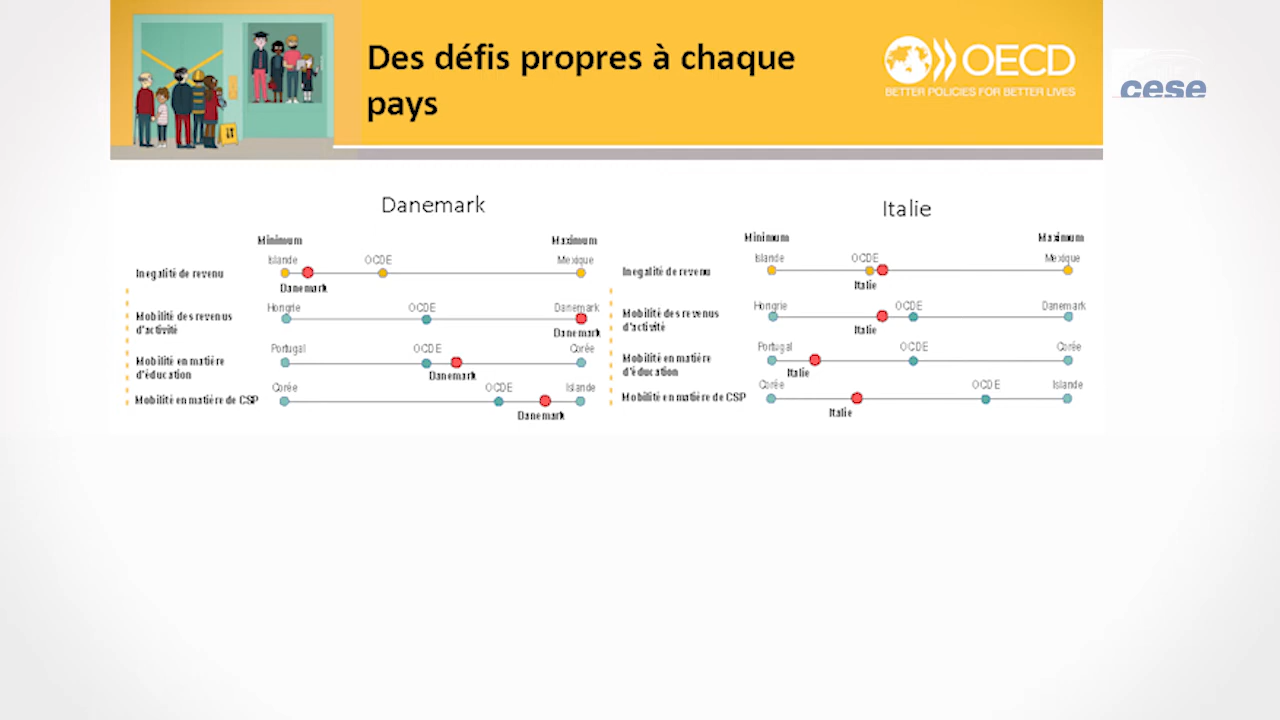 Des défis propres à chaque
pays
OECD
BETTER POLICIES FOR BETTER LIVES
cese
Danemark
Minimum
Maximum
Inegalité de revenu
Islande
OCDE
Mexique
Danemark
Mobilité des revenus
d'activité
Hongrie
OCDE
Danemark
Danemark
Mobilité en matière
d'éducation
Portugal
OCDE
Corée
Danemark
Mobilité en matière de CSP
Corée
OCDE
Islande
Danemark
Italie
Minimum
Maximum
Inegalité de revenu
Islande
OCDE
Mexique
Italie
Mobilité des revenus
d'activité
Hongrie
OCDE
Danemark
Italie
Mobilité en matière
d'éducation
Portugal
OCDE
Corée
Italie
Mobilité en matière de CSP
Corée
OCDE
Islande
Italie